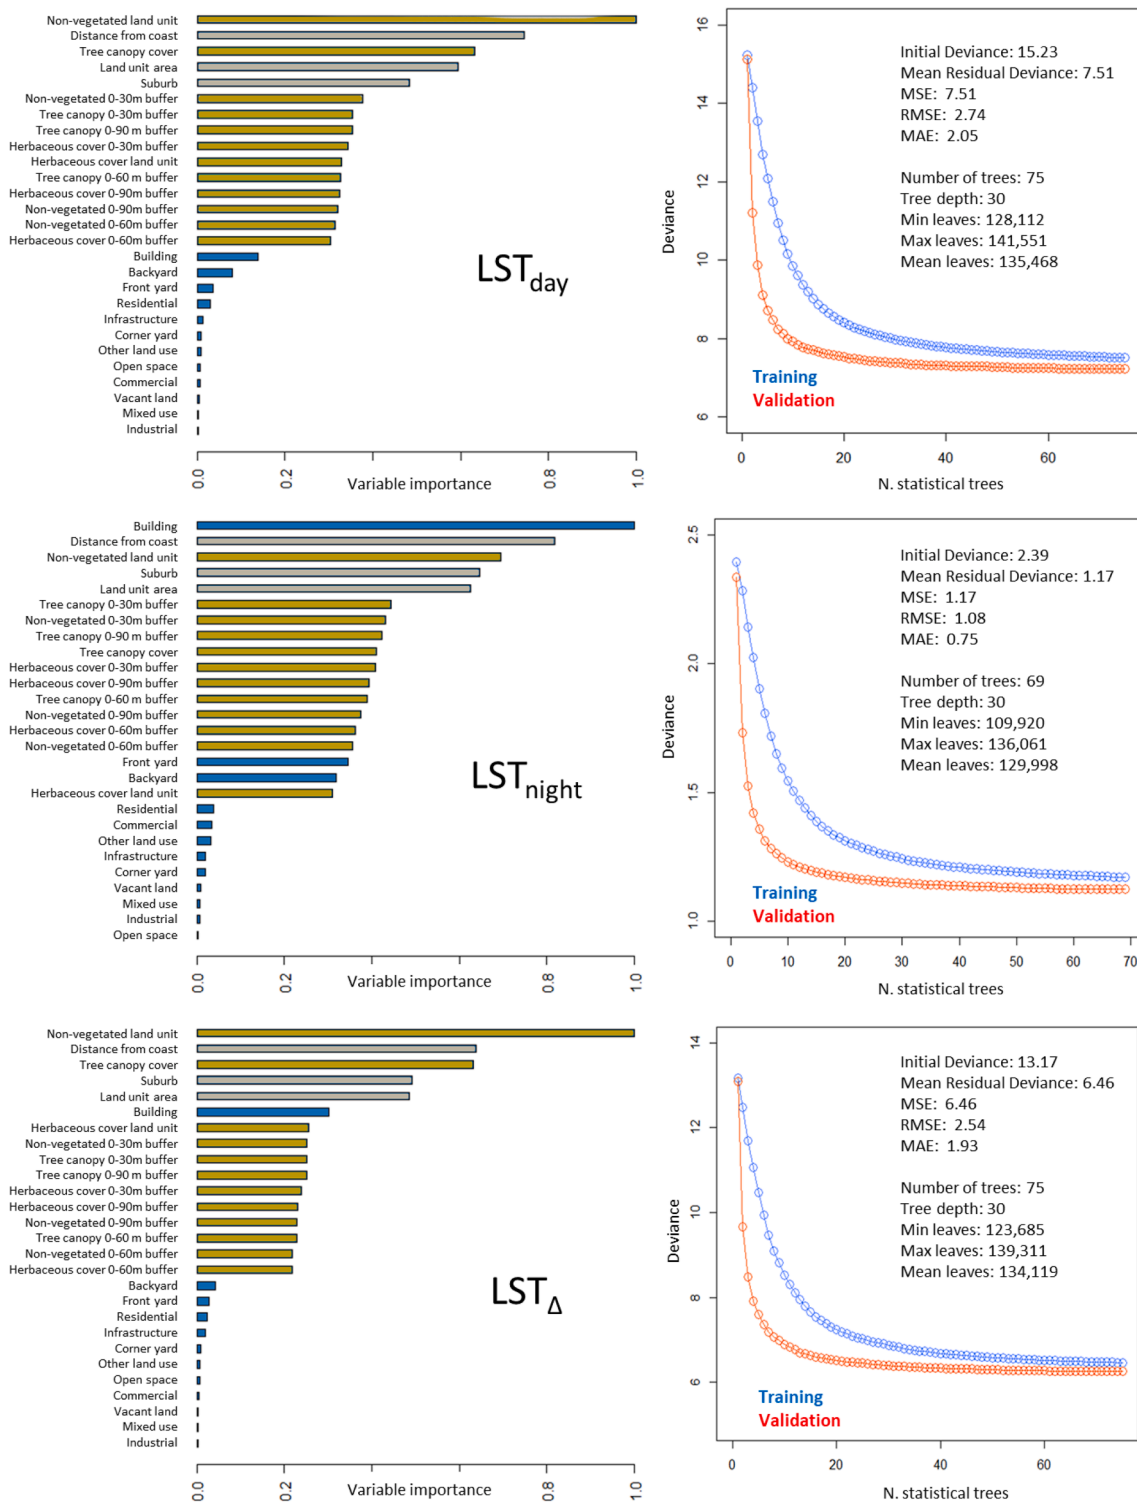 Non-vegetated land unit
Distance from coast
Tree canopy cover
Land unit area
Suburb
Non-vegetated 0-30m buffer
Tree canopy 0-30m buffer
Tree canopy 0-90 m buffer
Herbaceous cover 0-30m buffer
Herbaceous cover land unit
Tree canopy 0-60 m buffer
Herbaceous cover 0-90m buffer
Non-vegetated 0-90m buffer
Non-vegetated 0-60m buffer
Herbaceous cover 0-60m buffer
Building
Backyard
Front yard
Residential
Infrastructure
Corner yard
Other land use
Open space
Commercial
Vacant land
Mixed use
Industrial
LSTday
0.0
0.2
Variable importance
0.8
1.0
16
14
12
10
8
6
Deviance
Initial Deviance: 15.23
Mean Residual Deviance: 7.51
MSE: 7.51
RMSE: 2.74
MAE: 2.05
Number of trees: 75
Tree depth: 30
Min leaves: 128,112
Max leaves: 141,551
Mean leaves: 135,468
Training
Validation
0 20 40 60
N. statistical trees
Building
Distance from coast
Non-vegetated land unit
Suburb
Land unit area
Tree canopy 0-30m buffer
Non-vegetated 0-30m buffer
Tree canopy 0-90 m buffer
Tree canopy cover
Herbaceous cover 0-30m buffer
Herbaceous cover 0-90m buffer
Tree canopy 0-60 m buffer
Non-vegetated 0-90m buffer
Herbaceous cover 0-60m buffer
Non-vegetated 0-60m buffer
Front yard
Backyard
Herbaceous cover land unit
Residential
Commercial
Other land use
Infrastructure
Corner yard
Vacant land
Mixed use
Industrial
Open space
LSTnight
0.0
0.2
Variable importance
0.8
1.0
2.5
2.0
1.5
1.0
Deviance
Initial Deviance: 2.39
Mean Residual Deviance: 1.17
MSE: 1.17
RMSE: 1.08
MAE: 0.75
Number of trees: 69
Tree depth: 30
Min leaves: 109,920
Max leaves: 136,061
Mean leaves: 129,998
Training
Validation
0 10 20 30 40 50 60 70
N. statistical trees
Non-vegetated land unit
Distance from coast
Tree canopy cover
Suburb
Land unit area
Building
Herbaceous cover land unit
Non-vegetated 0-30m buffer
Tree canopy 0-30m buffer
Tree canopy 0-90 m buffer
Herbaceous cover 0-30m buffer
Herbaceous cover 0-90m buffer
Non-vegetated 0-90m buffer
Tree canopy 0-60 m buffer
Non-vegetated 0-60m buffer
Herbaceous cover 0-60m buffer
Backyard
Front yard
Residential
Infrastructure
Corner yard
Other land use
Open space
Commercial
Vacant land
Mixed use
Industrial
LSTΔ
0.0
0.2
Variable importance
0.8
1.0
14
12
10
8
6
Deviance
Initial Deviance: 13.17
Mean Residual Deviance: 6.46
MSE: 6.46
RMSE: 2.54
MAE: 1.93
Number of trees: 75
Tree depth: 30
Min leaves: 123,685
Max leaves: 139,311
Mean leaves: 134,119
Training
Validation
0 20 40 60
N. statistical trees